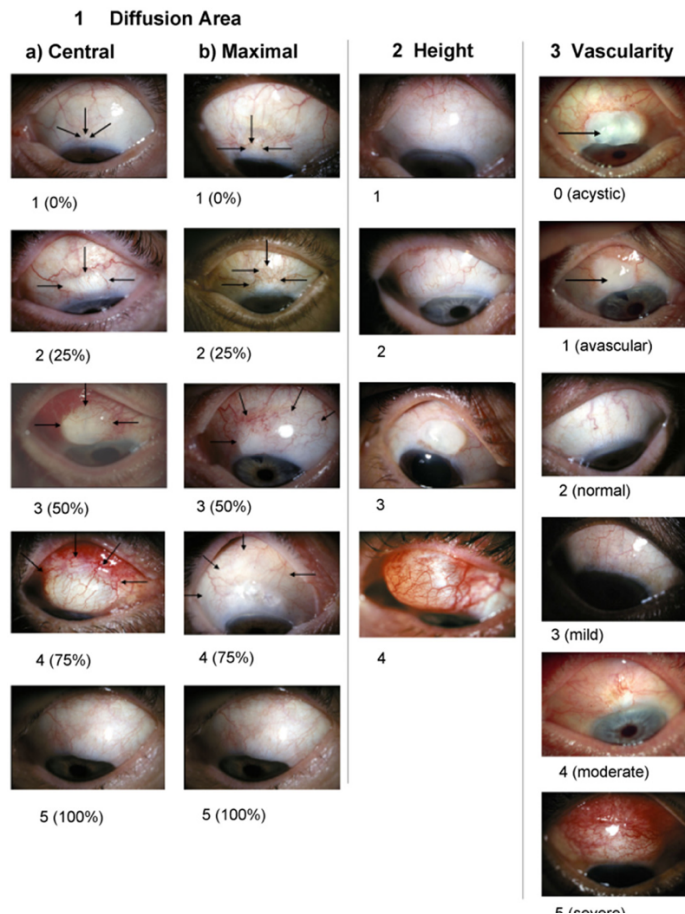 1 Diffusion Area
a) Central
b) Maximal
2 Height
3 Vascularity
1 (0%)
1 (0%)
1
0 (acystic)
2 (25%)
2 (25%)
2
1 (avascular)
3 (50%)
3 (50%)
3
2 (normal)
4 (75%)
4 (75%)
4
3 (mild)
5 (100%)
5 (100%)
4 (moderate)
5 (severe)